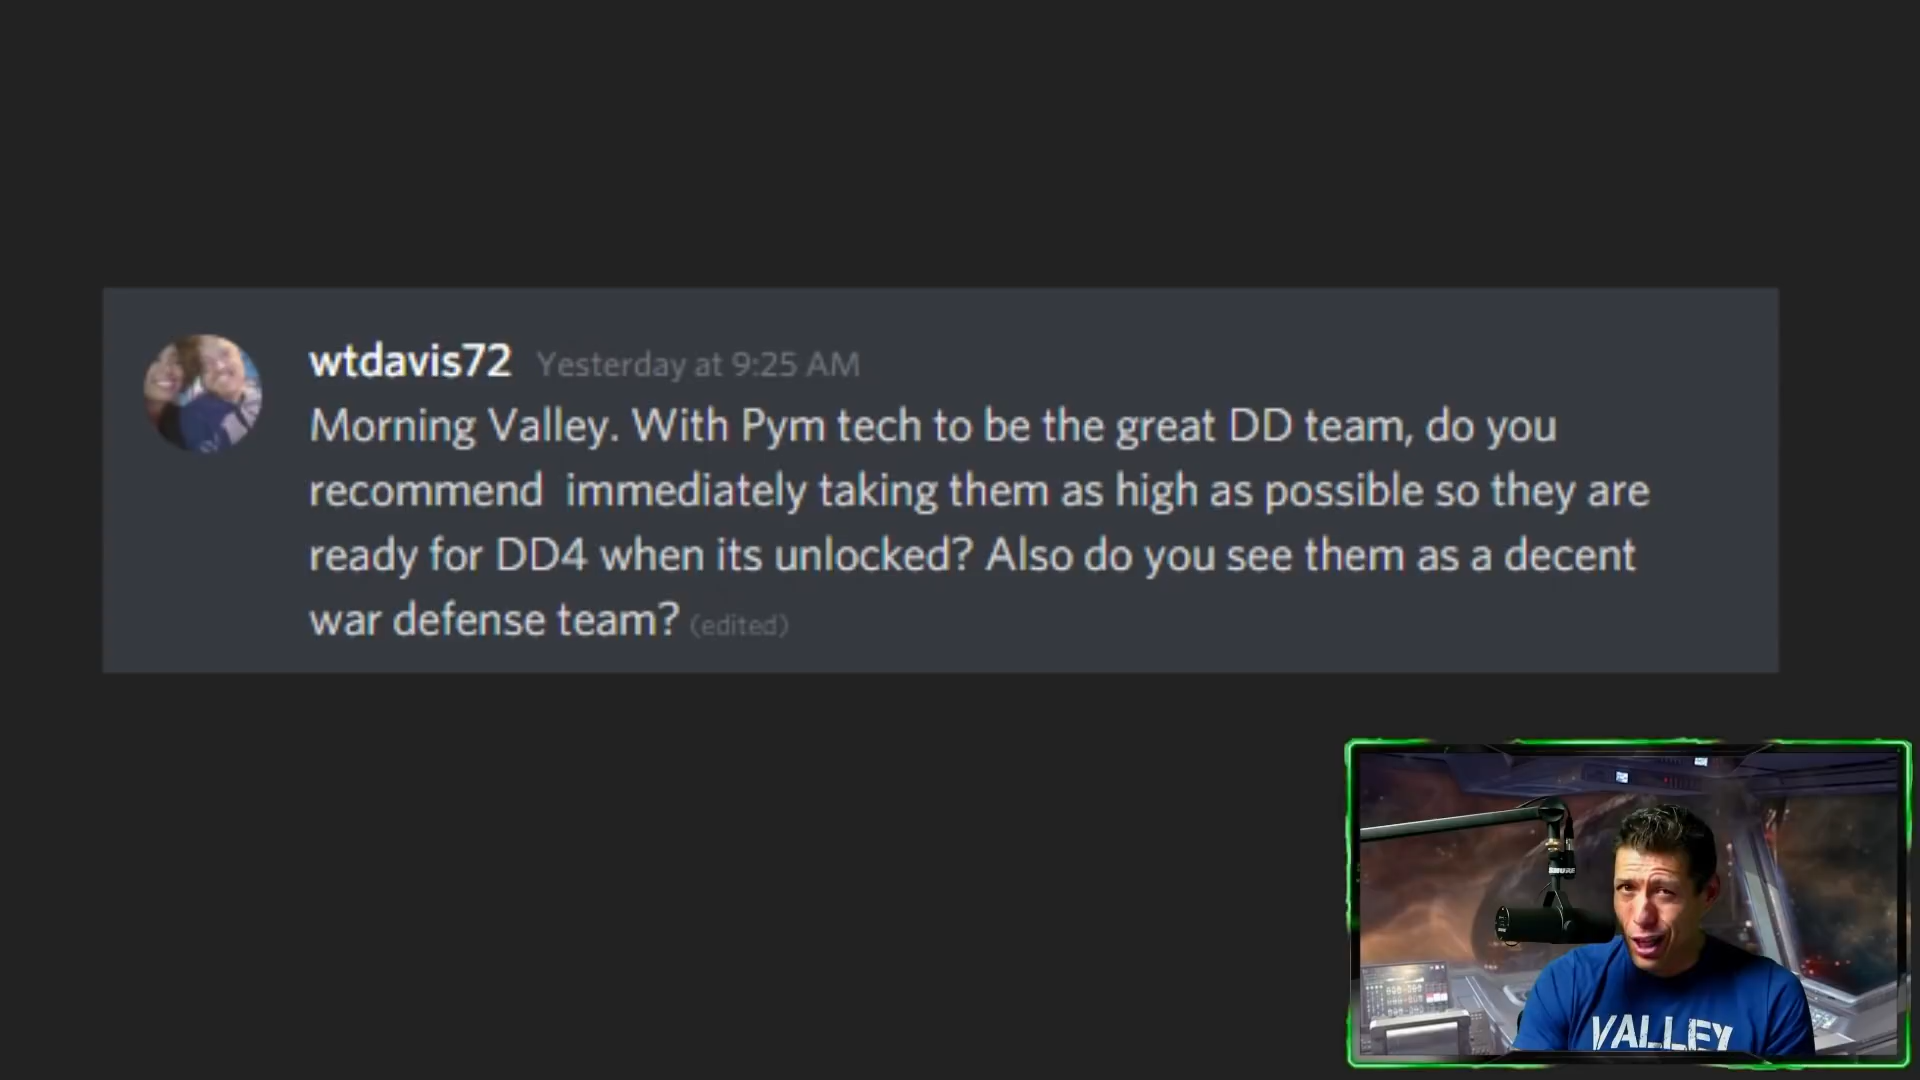 wtdavis72 Yesterday at 9:25 AM
Morning Valley. With Pym tech to be the great DD team, do you
recommend immediately taking them as high as possible so they are
ready for DD4 when its unlocked? Also do you see them as a decent
war defense team? (edited)
SHURE
VALLEY